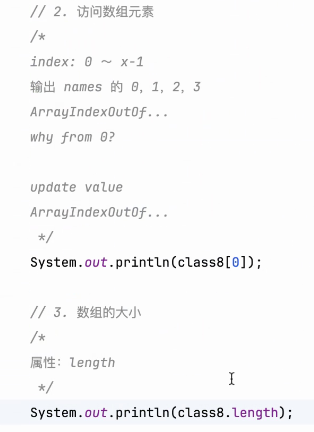 // 2. 访问数组元素
/*
index: 0 ～ x-1
输出 names 的 0, 1, 2, 3
ArrayIndexOutOf...
why from 0?
update value
ArrayIndexOutOf...
*/
System.out.println(class8[0]);
// 3. 数组的大小
/*
属性: length
*/
System.out.println(class8.length);